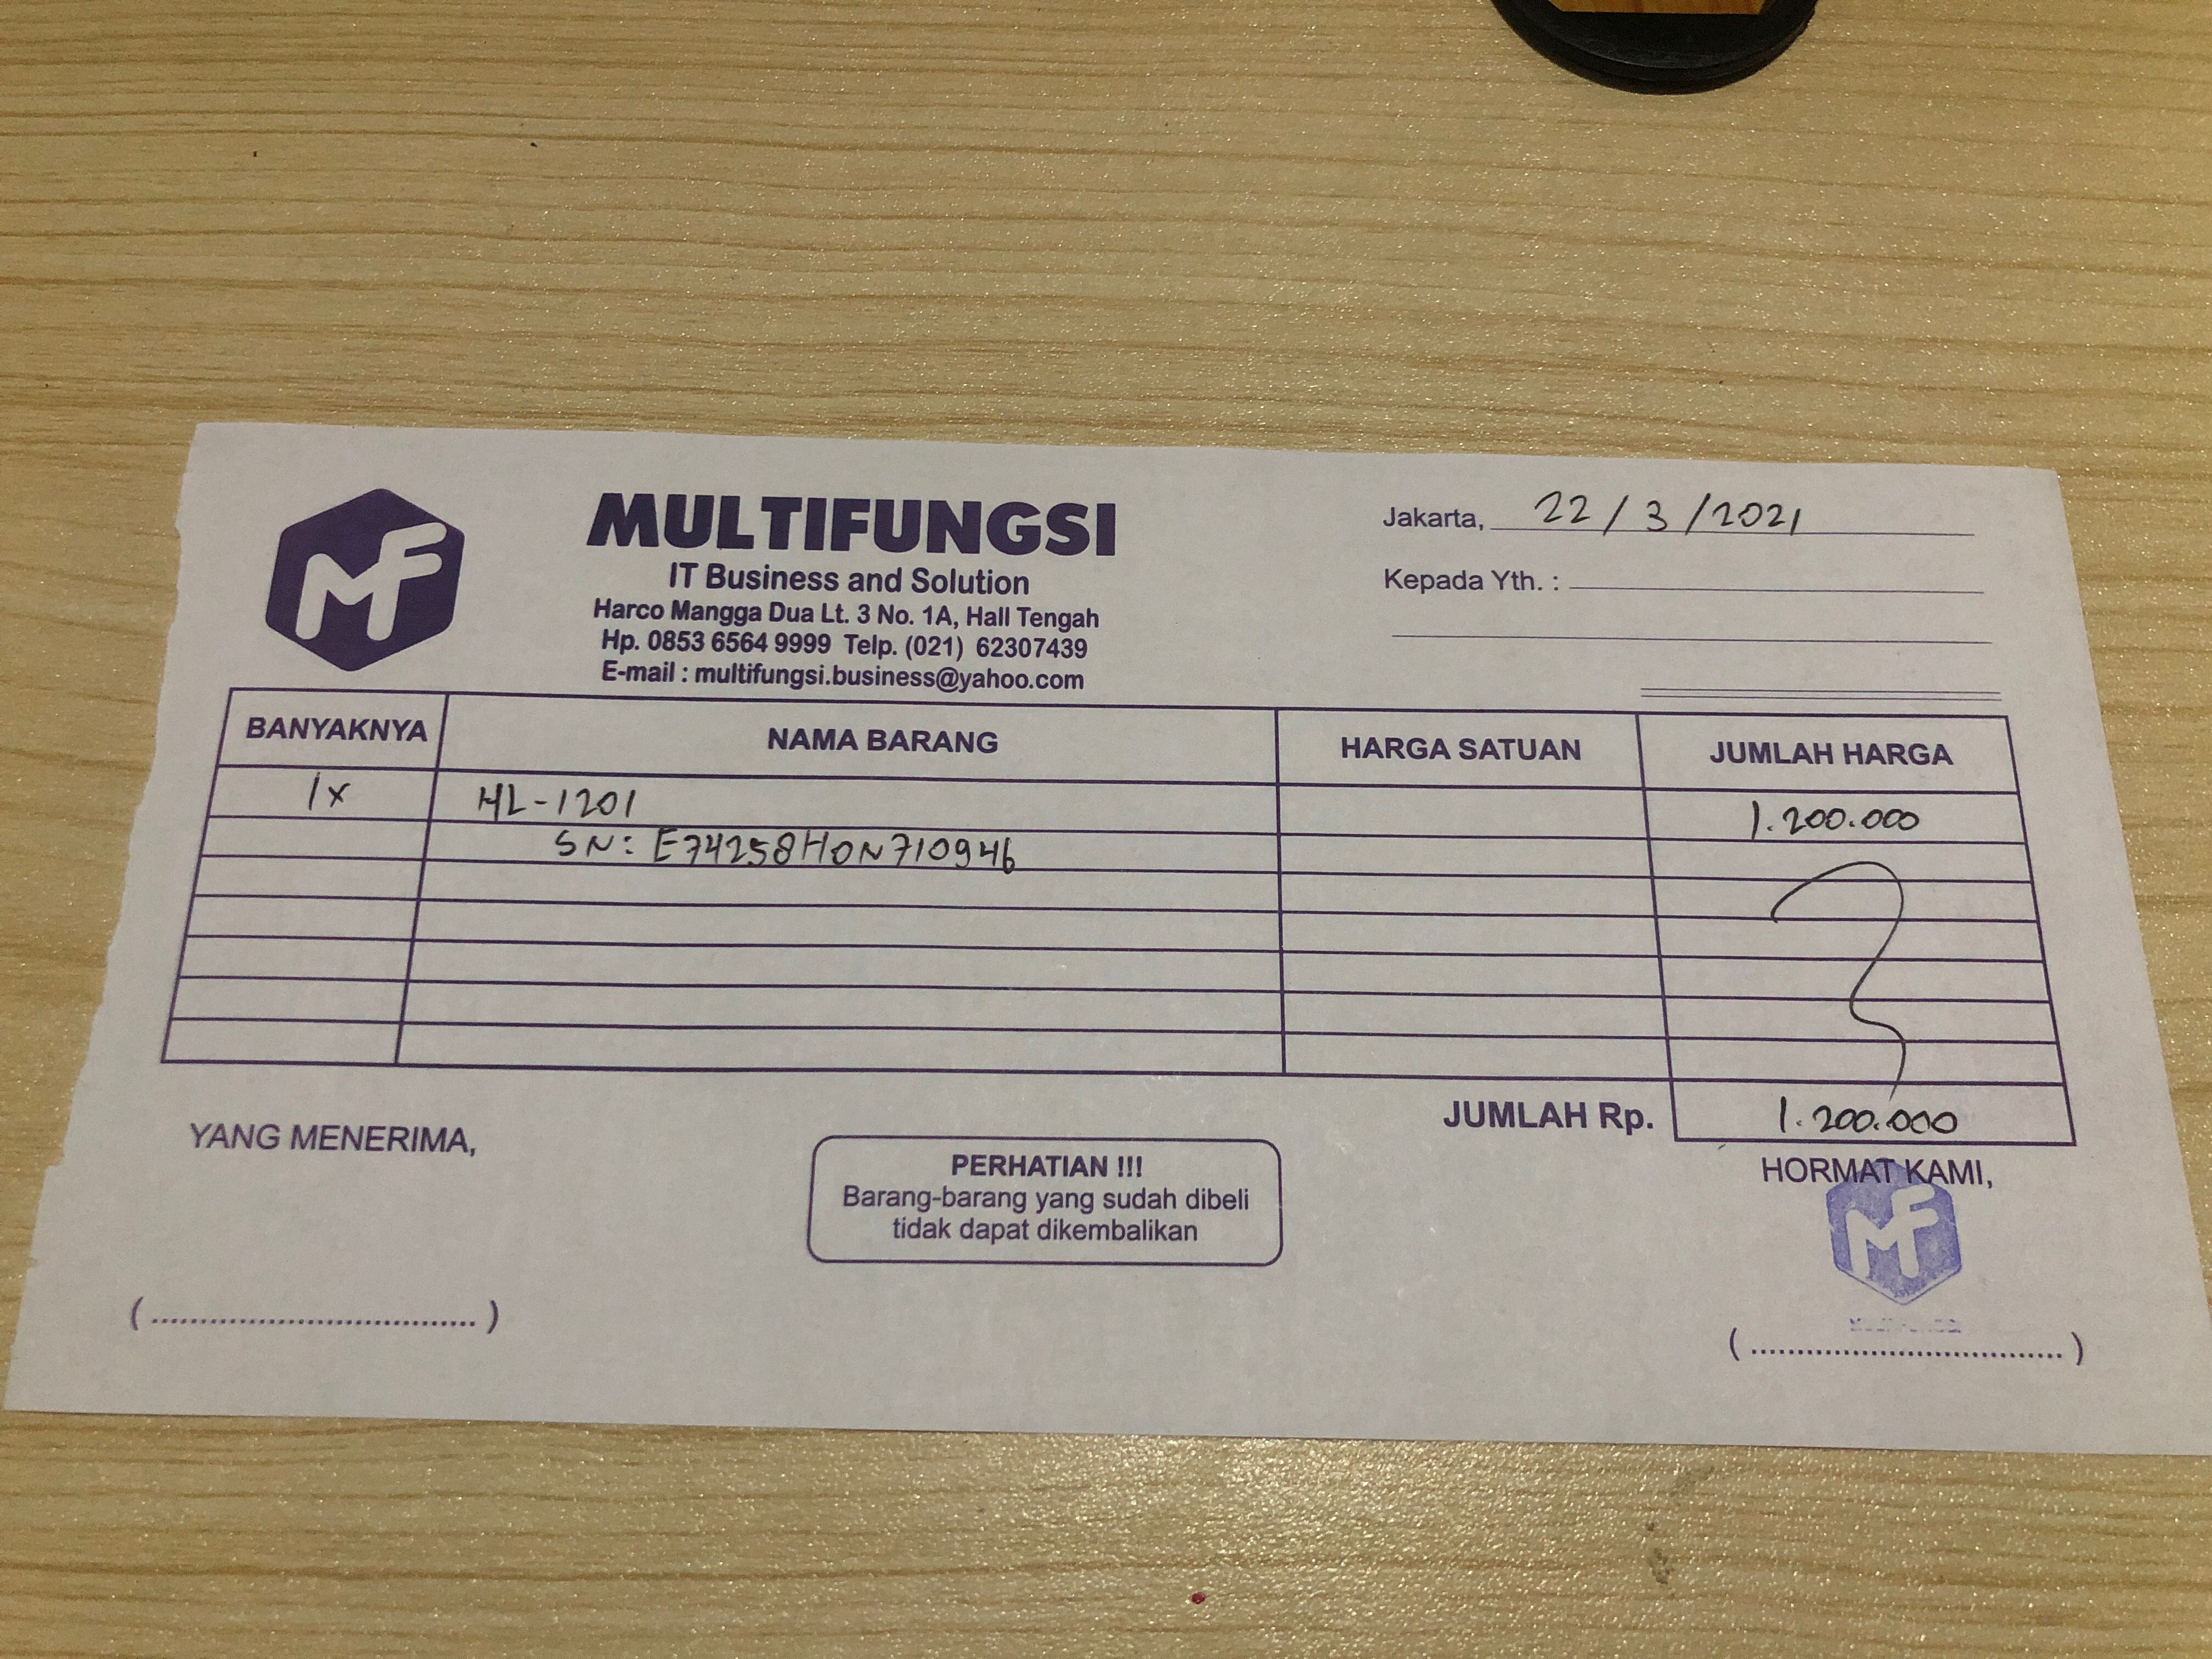 MF
MULTIFUNGSI
IT Business and Solution
Harco Mangga Dua Lt. 3 No. 1A, Hall Tengah
Hp. 0853 6564 9999 Telp. (021) 62307439
E-mail : multifungsi.business@yahoo.com
Jakarta, 22/3/2021
Kepada Yth. :
BANYAKNYA NAMA BARANG HARGA SATUAN JUMLAH HARGA
1x HL-1201 1.200.000
SN: E74258H0N710946
JUMLAH Rp. 1.200.000
YANG MENERIMA,
PERHATIAN !!!
Barang-barang yang sudah dibeli
tidak dapat dikembalikan
HORMAT KAMI,
MF
(....................................)
(....................................)